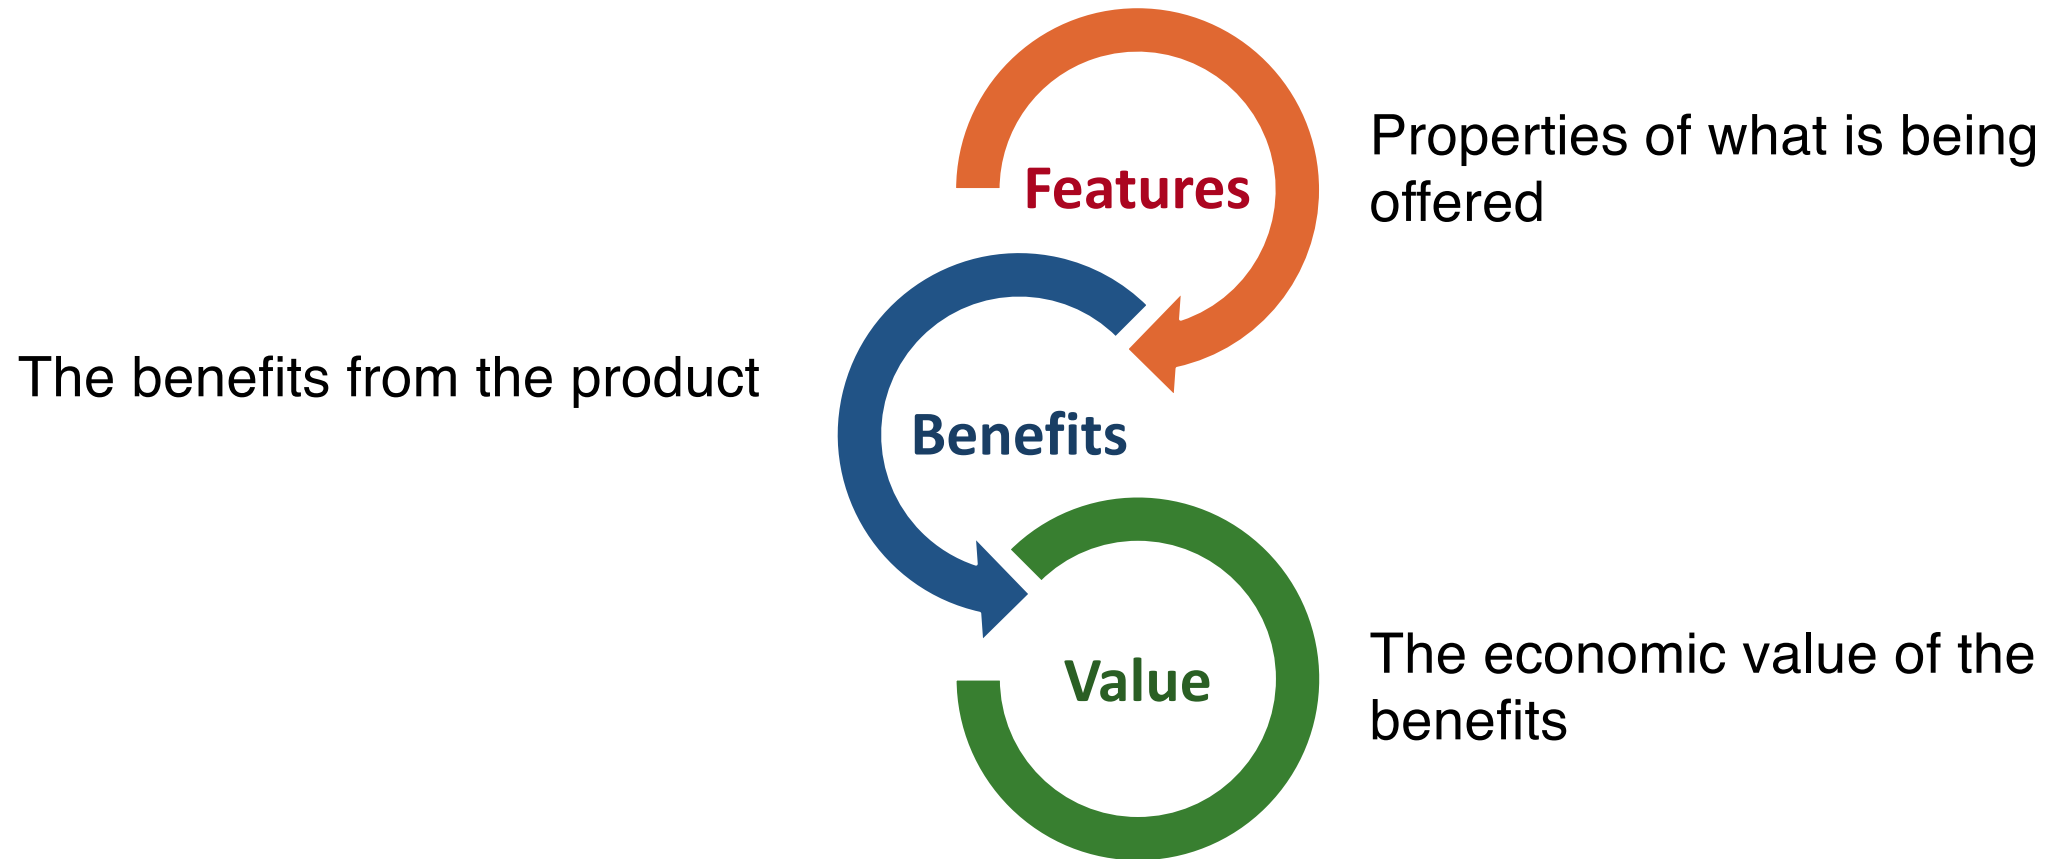 Features
Properties of what is being
offered
The benefits from the product
Benefits
Value
The economic value of the
benefits